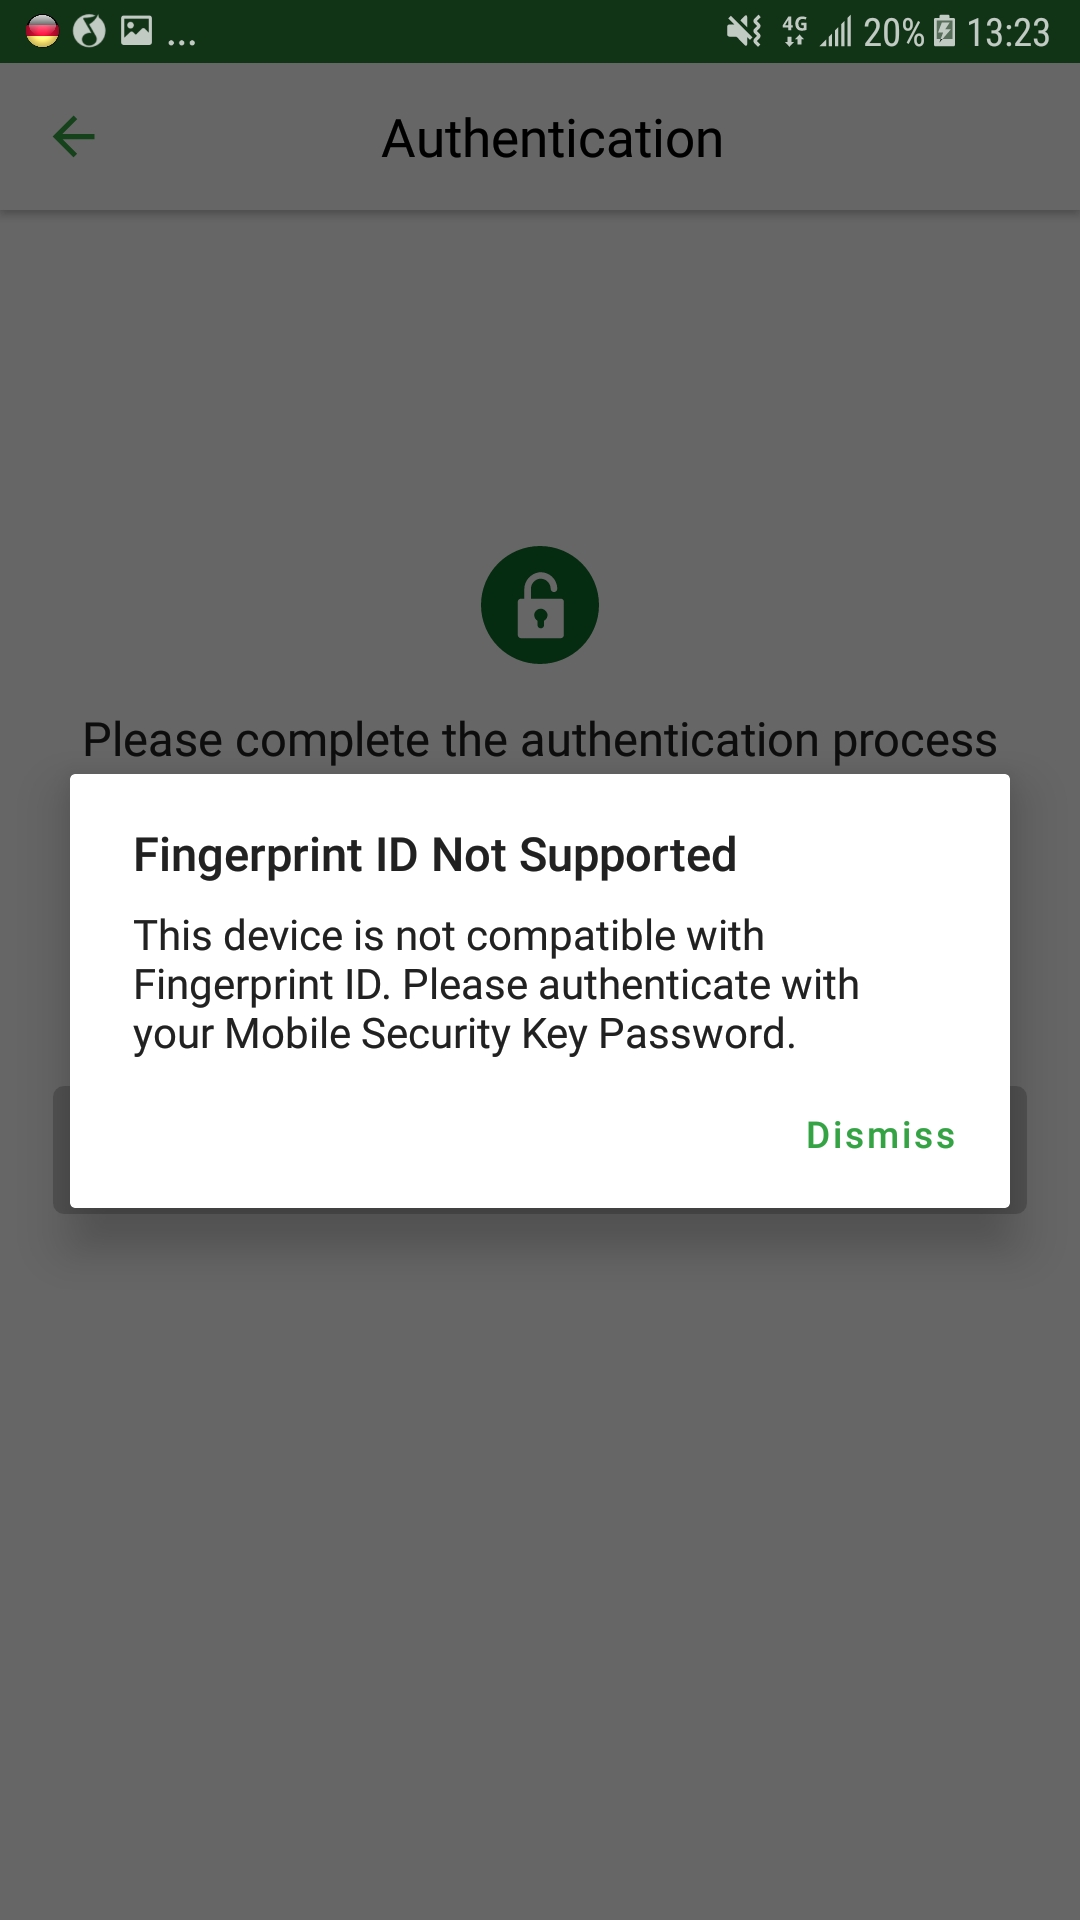 ... 4G 20% 13:23
Authentication
Please complete the authentication process
Fingerprint ID Not Supported
This device is not compatible with
Fingerprint ID. Please authenticate with
your Mobile Security Key Password.
Dismiss